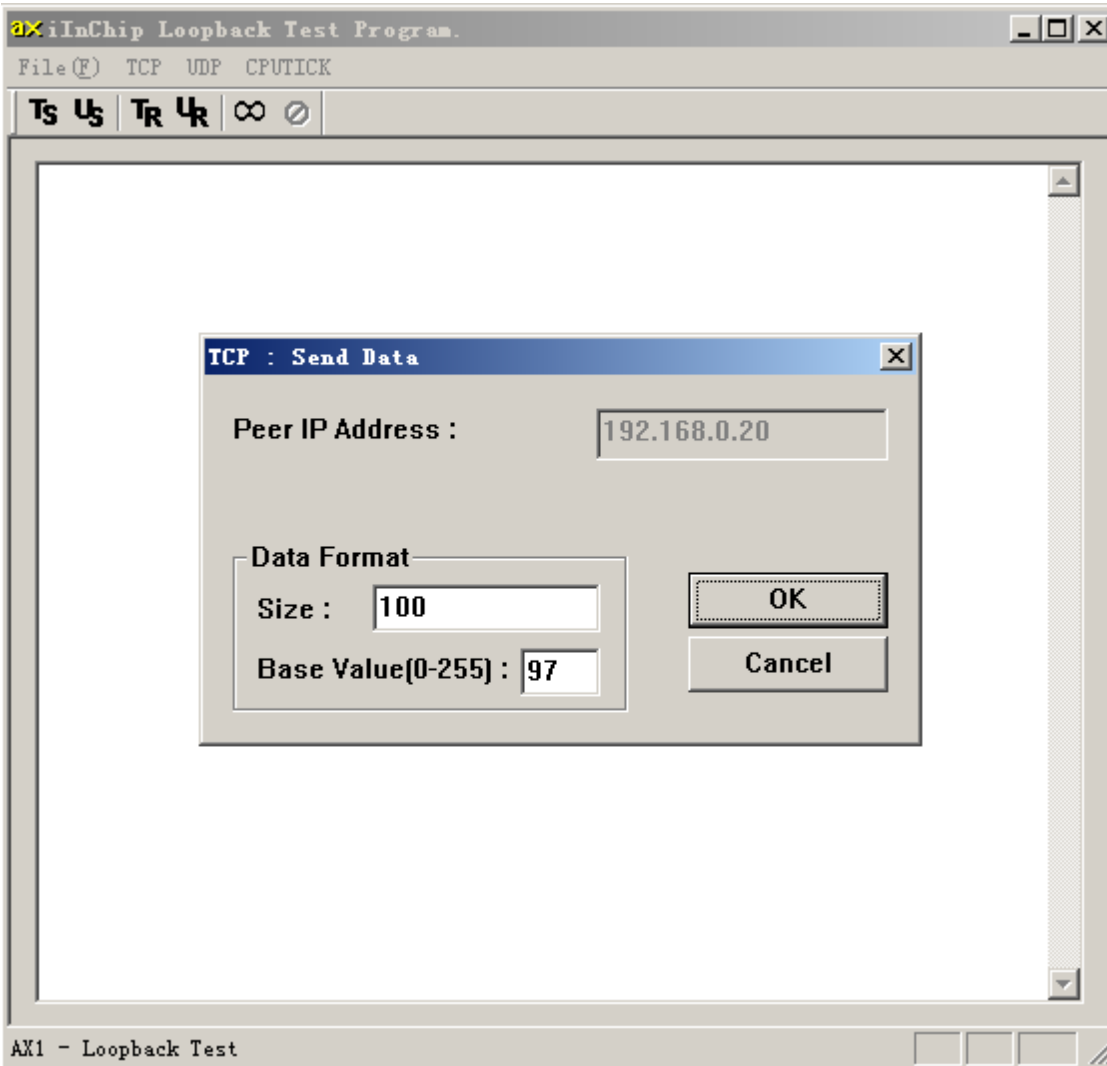 ax iInChip Loopback Test Program.
File(F) TCP UDP CPUTICK
Ts Us TR UR ∞
TCP : Send Data
Peer IP Address : 192.168.0.20
Data Format
Size : 100
OK
Base Value(0-255) : 97
Cancel
AX1 - Loopback Test